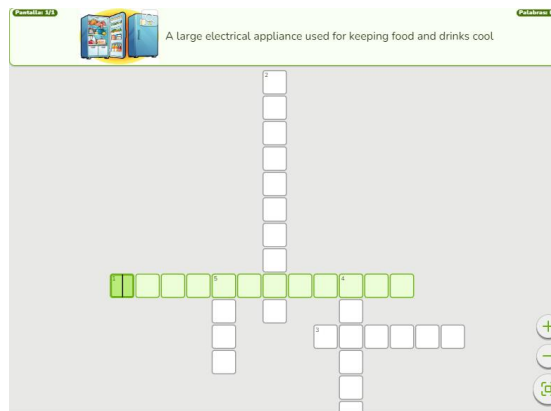 Pantalla: 1/1
Palabras:
A large electrical appliance used for keeping food and drinks cool
2
1
5
4
3